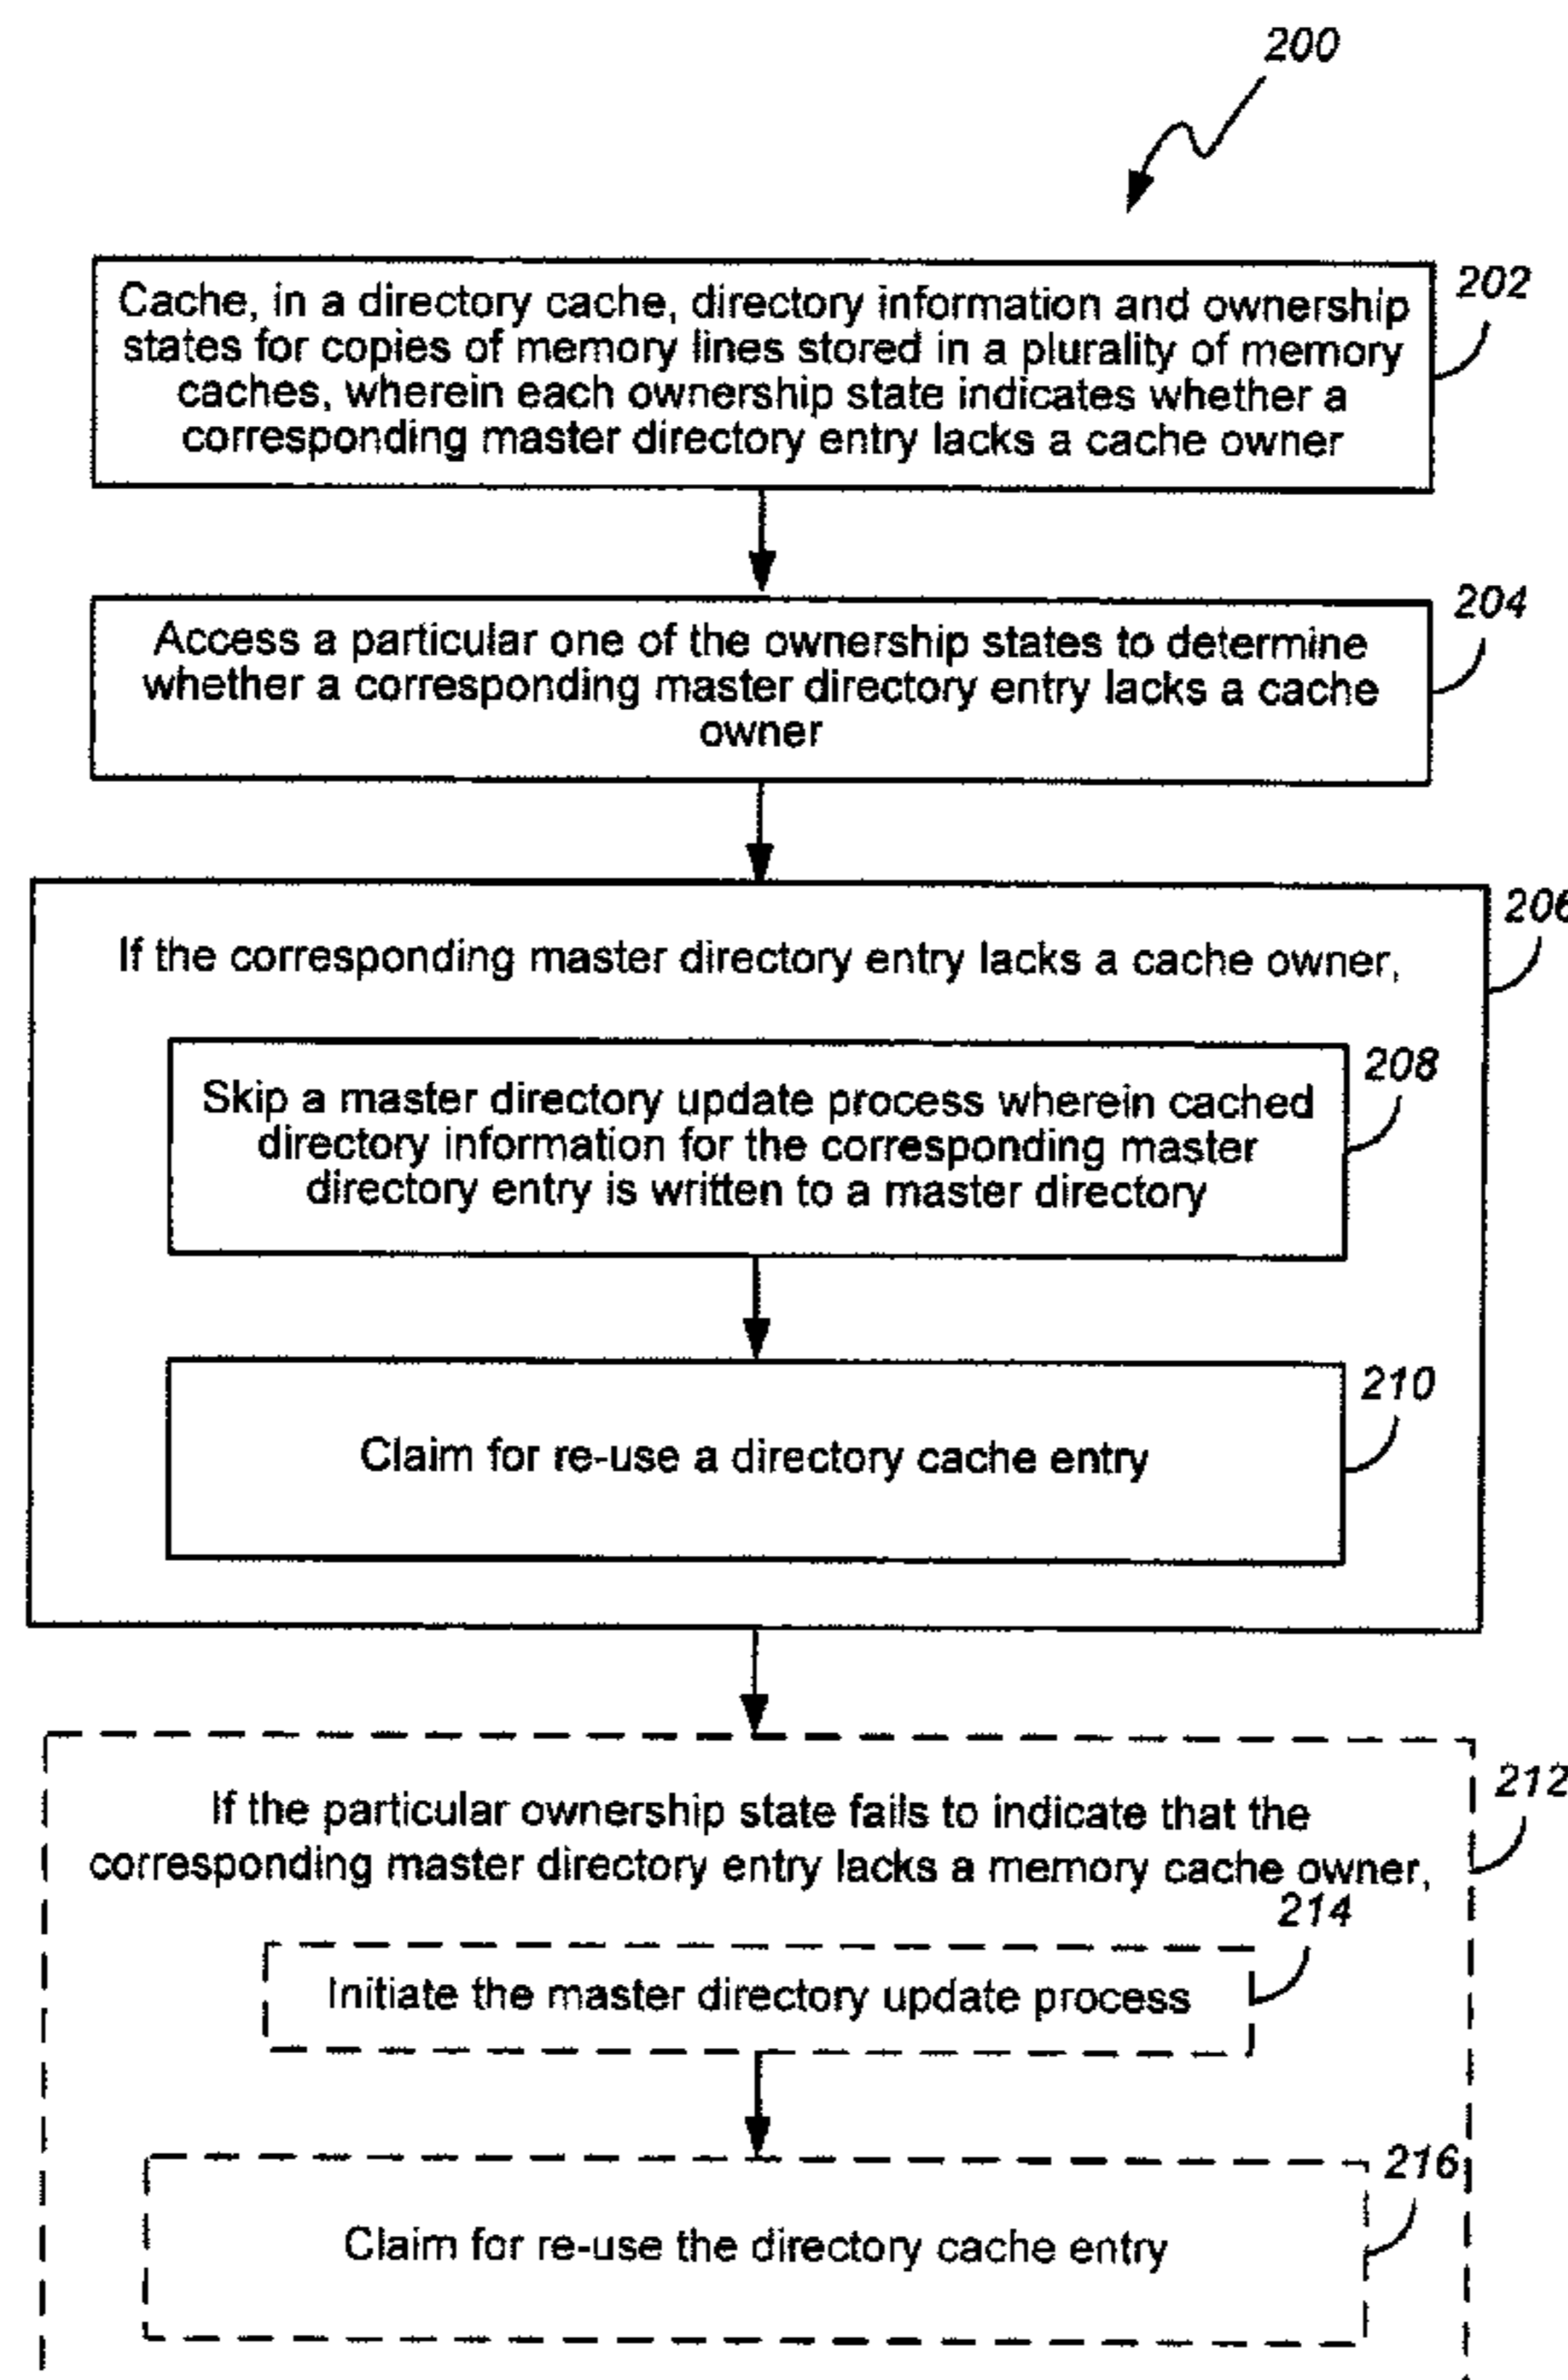 200
202
Cache, in a directory cache, directory information and ownership
states for copies of memory lines stored in a plurality of memory
caches, wherein each ownership state indicates whether a
corresponding master directory entry lacks a cache owner
204
Access a particular one of the ownership states to determine
whether a corresponding master directory entry lacks a cache
owner
206
If the corresponding master directory entry lacks a cache owner,
208
Skip a master directory update process wherein cached
directory information for the corresponding master
directory entry is written to a master directory
210
Claim for re-use a directory cache entry
212
If the particular ownership state fails to indicate that the
corresponding master directory entry lacks a memory cache owner,
214
Initiate the master directory update process
216
Claim for re-use the directory cache entry